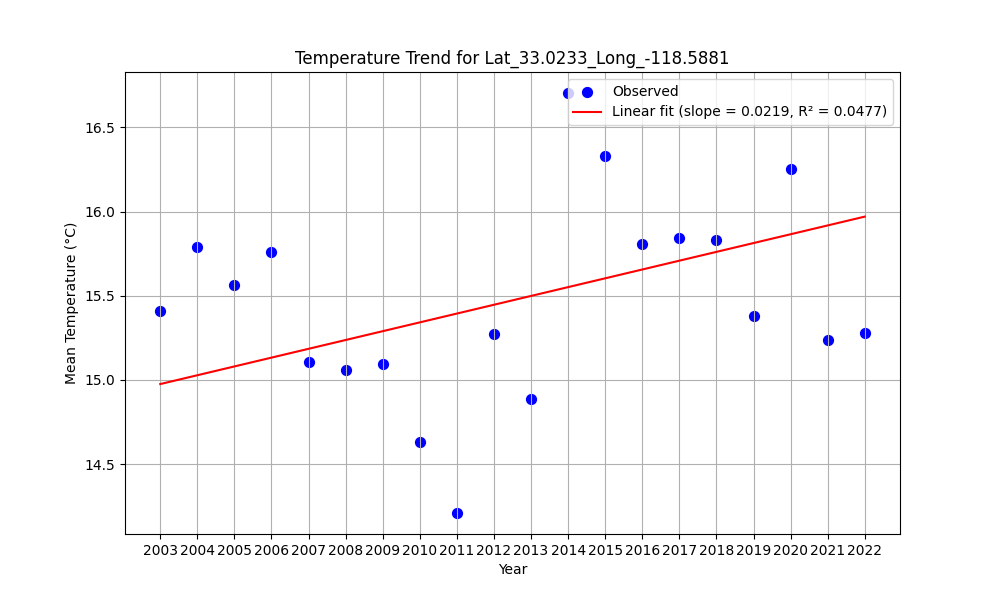 Temperature Trend for Lat_33.0233_Long_-118.5881
Observed
Linear fit (slope = 0.0219, R² = 0.0477)
Mean Temperature (°C)
16.5
16.0
15.5
15.0
14.5
2003 2004 2005 2006 2007 2008 2009 2010 2011 2012 2013 2014 2015 2016 2017 2018 2019 2020 2021 2022
Year